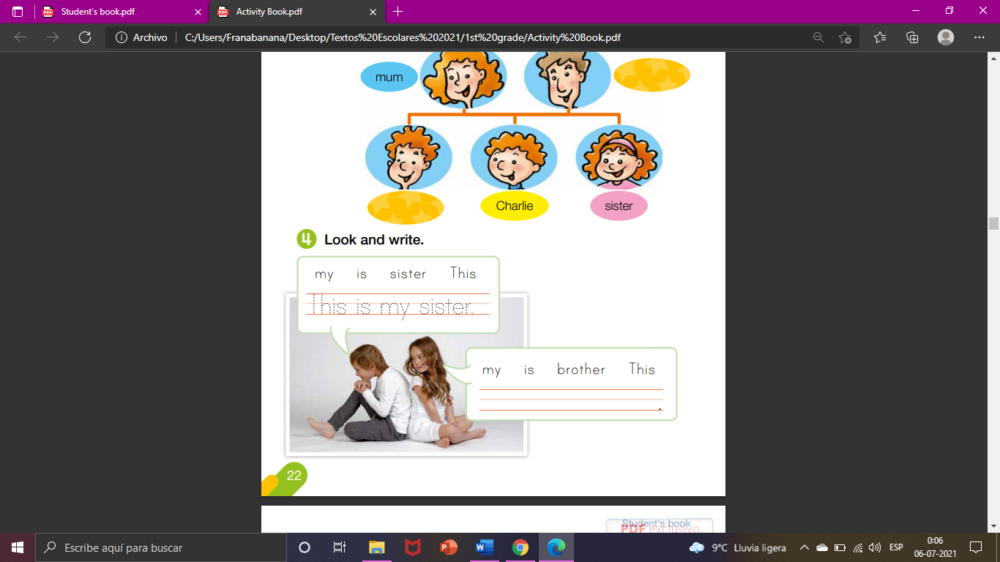 Student's book.pdf
Activity Book.pdf
Archivo
C:/Users/Franabanana/Desktop/Textos%20Escolares%202021/1st%20grade/Activity%20Book.pdf
mum
Charlie
sister
4 Look and write.
my is sister This
This is my sister.
my is brother This
.
22
Student's book
PDF exclusivo
Escribe aquí para buscar
9°C Lluvia ligera
ESP
0:06
06-07-2021